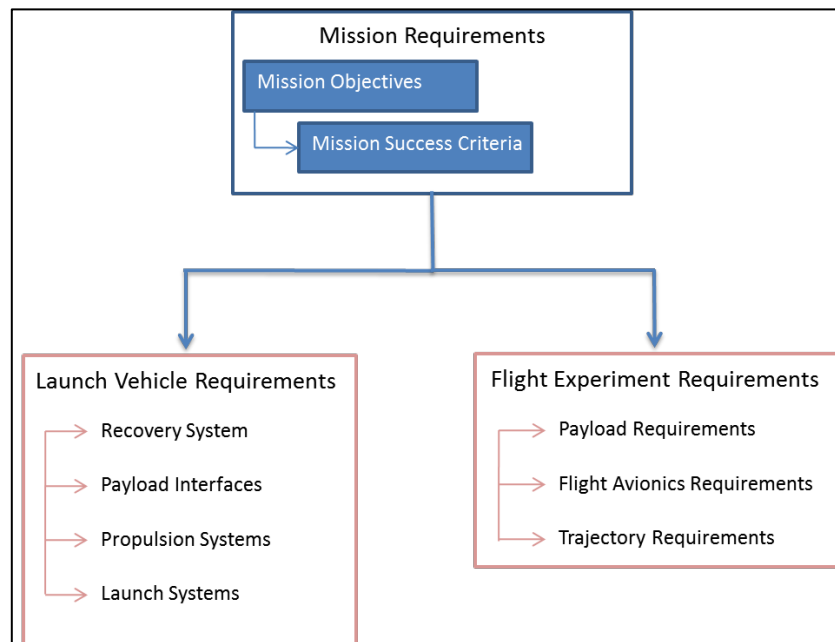 Mission Requirements
Mission Objectives
Mission Success Criteria
Launch Vehicle Requirements
Recovery System
Payload Interfaces
Propulsion Systems
Launch Systems
Flight Experiment Requirements
Payload Requirements
Flight Avionics Requirements
Trajectory Requirements